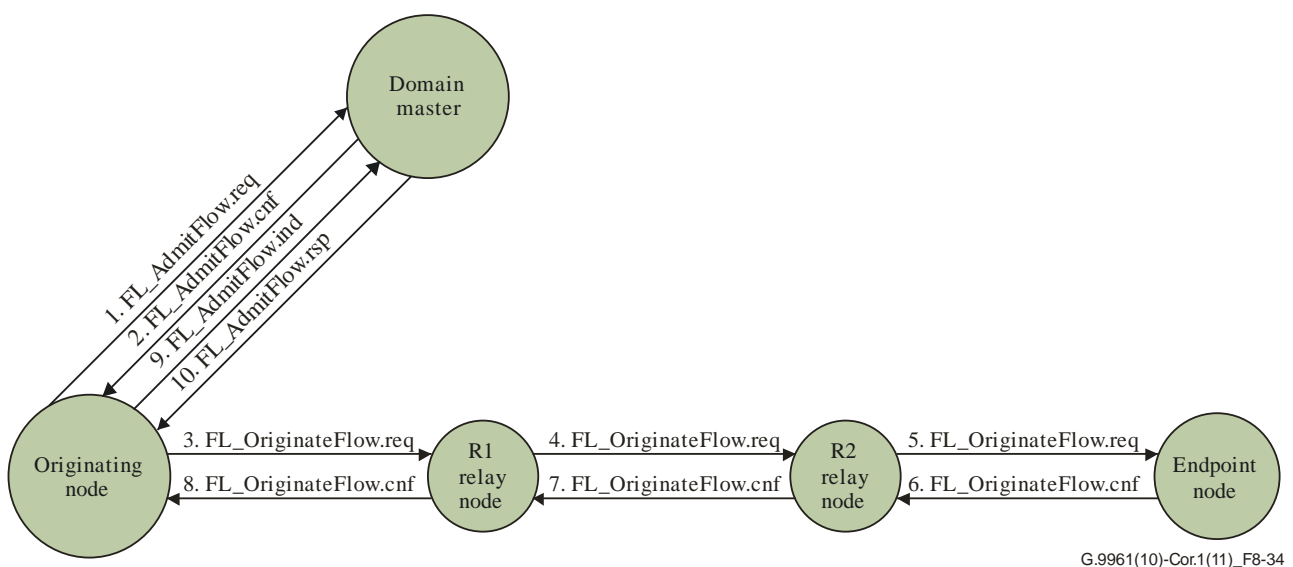 Domain
master
1. FL_AdmitFlow.req
2. FL_AdmitFlow.cnf
9. FL_AdmitFlow.ind
10. FL_AdmitFlow.rsp
Originating
node
3. FL_OriginateFlow.req
8. FL_OriginateFlow.cnf
R1
relay
node
4. FL_OriginateFlow.req
7. FL_OriginateFlow.cnf
R2
relay
node
5. FL_OriginateFlow.req
6. FL_OriginateFlow.cnf
Endpoint
node
G.9961(10)-Cor.1(11)_F8-34